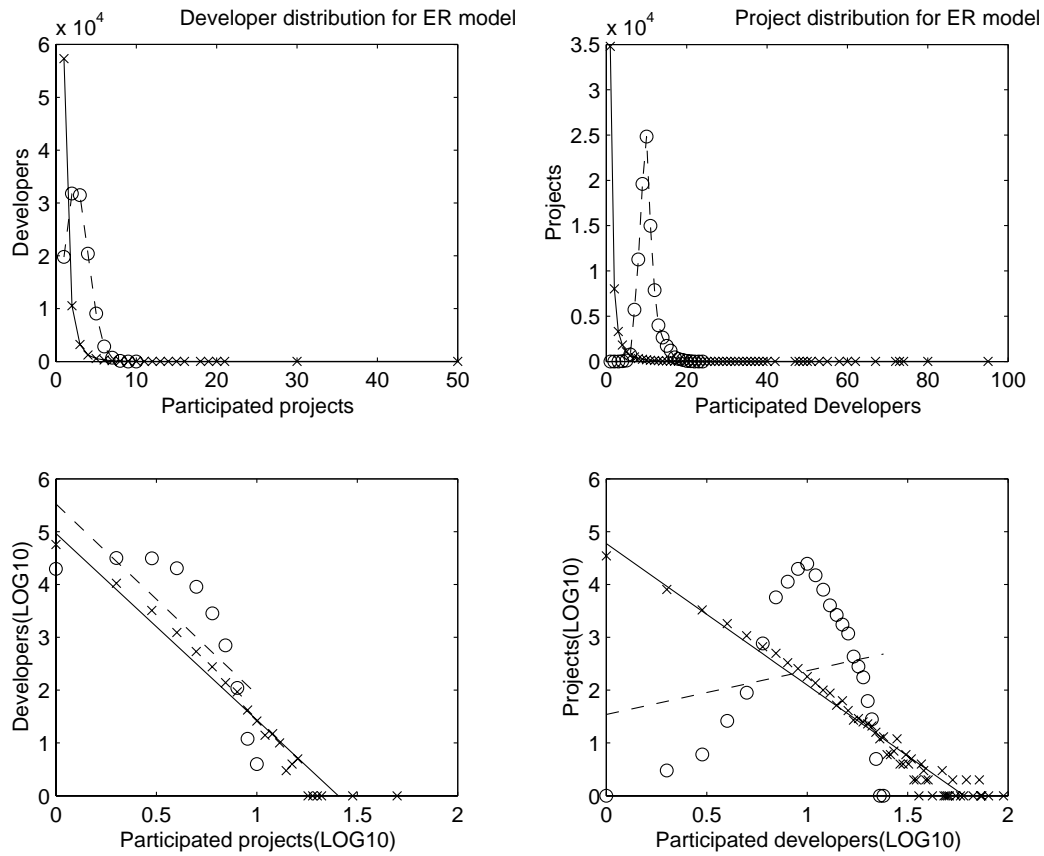 Developer distribution for ER model
x 10^4
6
5
4
3
2
1
0
Developers
0 10 20 30 40 50
Participated projects
Project distribution for ER model
x 10^4
3.5
3
2.5
2
1.5
1
0.5
0
Projects
0 20 40 60 80 100
Participated Developers
6
5
4
3
2
1
0
Developers(LOG10)
0 0.5 1 1.5 2
Participated projects(LOG10)
6
5
4
3
2
1
0
Projects(LOG10)
0 0.5 1 1.5 2
Participated developers(LOG10)